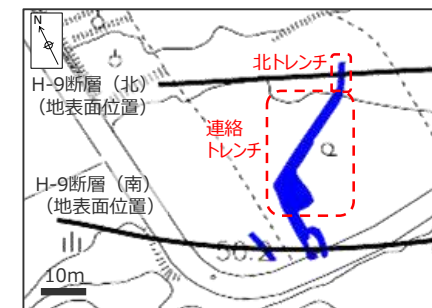 N
北トレンチ
H-9断層（北）
（地表面位置）
連絡
トレンチ
H-9断層（南）
（地表面位置）
50.2
10m